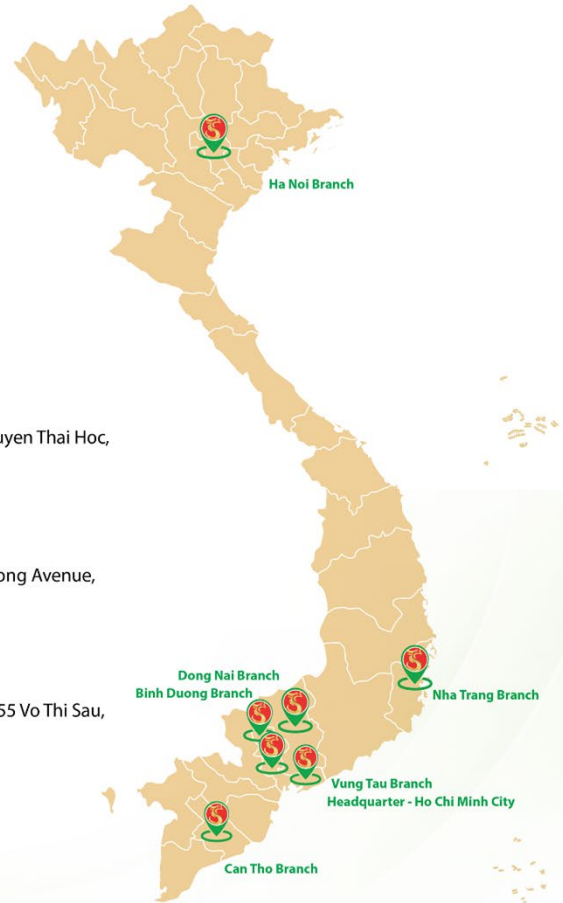 Ha Noi Branch
uyen Thai Hoc,
ong Avenue,
Dong Nai Branch
Binh Duong Branch
Nha Trang Branch
55 Vo Thi Sau,
Vung Tau Branch
Headquarter - Ho Chi Minh City
Can Tho Branch